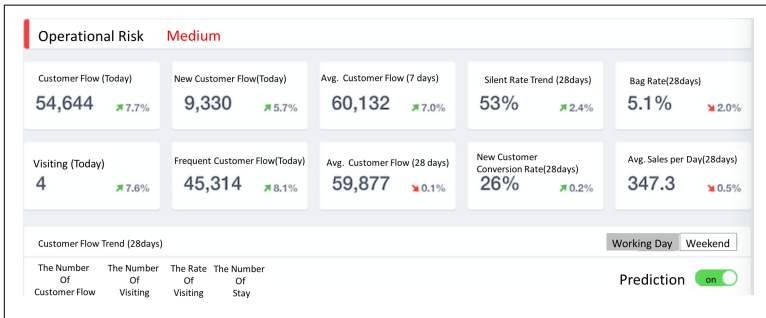 Operational Risk Medium
Customer Flow (Today)
54,644 7.7%
New Customer Flow(Today)
9,330 5.7%
Avg. Customer Flow (7 days)
60,132 7.0%
Silent Rate Trend (28days)
53% 2.4%
Bag Rate(28days)
5.1% 2.0%
Visiting (Today)
4 7.6%
Frequent Customer Flow(Today)
45,314 8.1%
Avg. Customer Flow (28 days)
59,877 0.1%
New Customer
Conversion Rate(28days)
26% 0.2%
Avg. Sales per Day(28days)
347.3 0.5%
Customer Flow Trend (28days)
Working Day Weekend
The Number
Of
Customer Flow
The Number
Of
Visiting
The Rate
Of
Visiting
The Number
Of
Stay
Prediction on